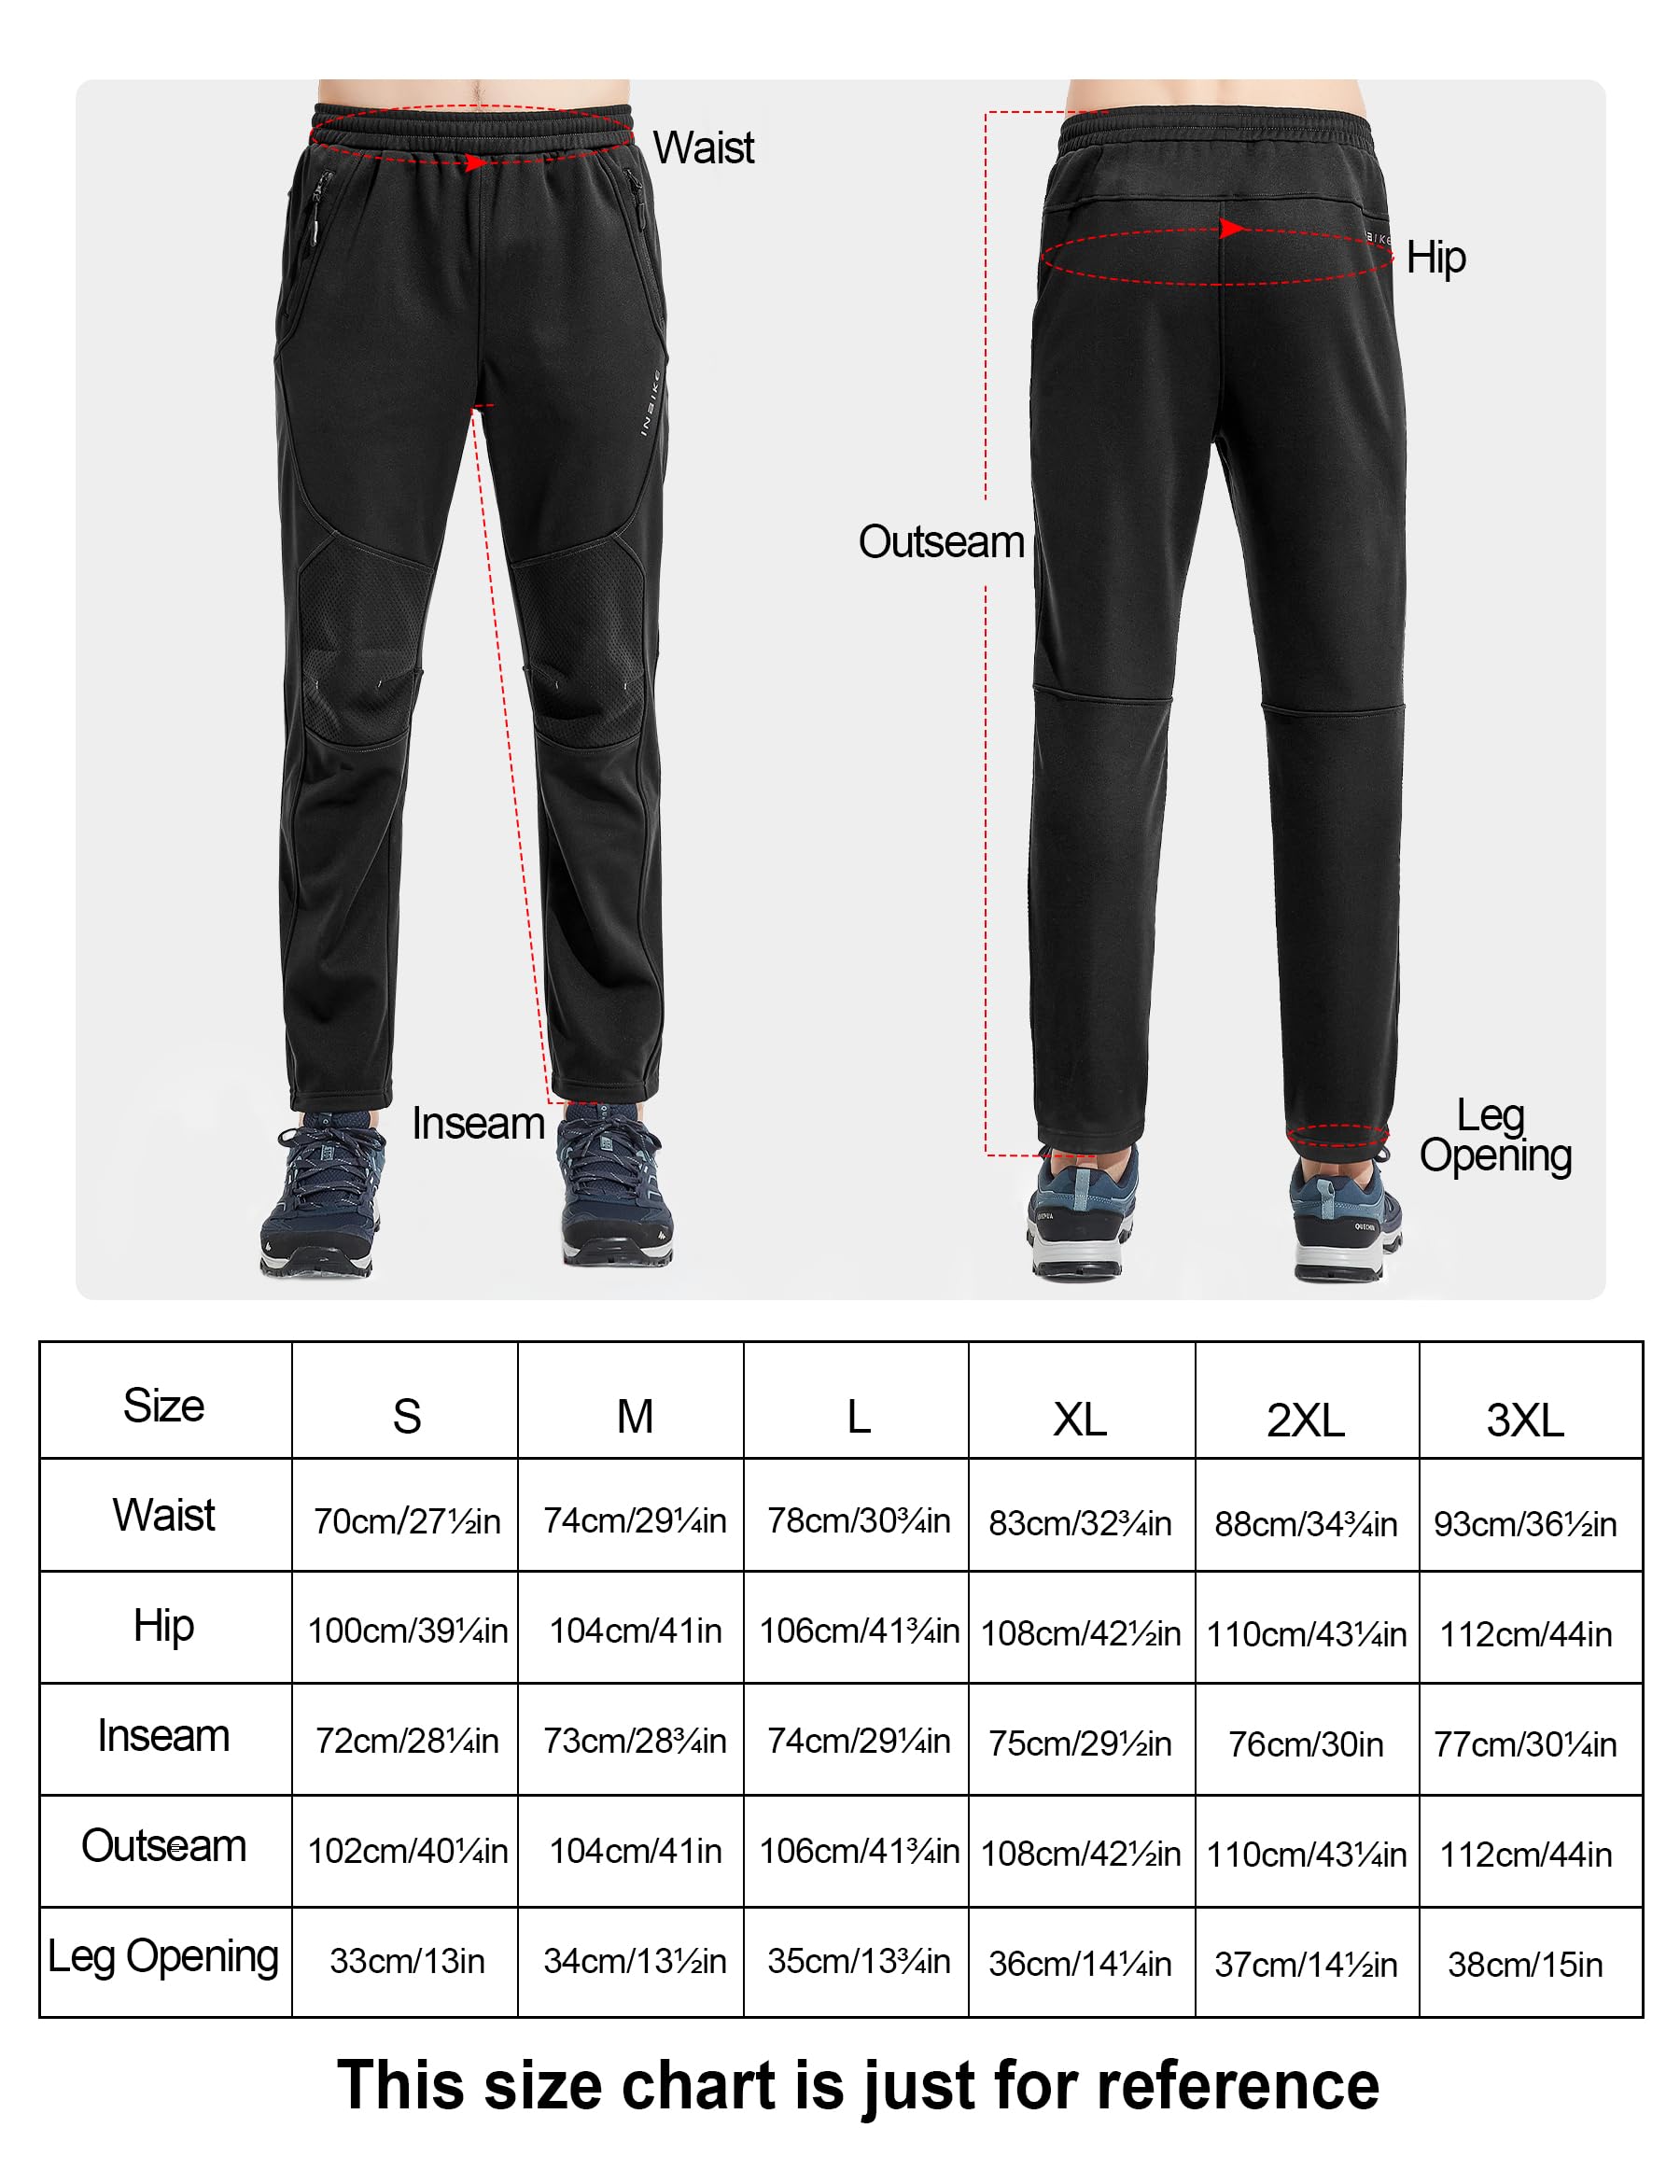 Waist
Hip
INBIKE
Outseam
Inseam
Leg
Opening
Size S M L XL 2XL 3XL
Waist 70cm/27½in 74cm/29¼in 78cm/30¾in 83cm/32¾in 88cm/34¾in 93cm/36½in
Hip 100cm/39¼in 104cm/41in 106cm/41¾in 108cm/42½in 110cm/43¼in 112cm/44in
Inseam 72cm/28¼in 73cm/28¾in 74cm/29¼in 75cm/29½in 76cm/30in 77cm/30¼in
Outseam 102cm/40¼in 104cm/41in 106cm/41¾in 108cm/42½in 110cm/43¼in 112cm/44in
Leg Opening 33cm/13in 34cm/13½in 35cm/13¾in 36cm/14¼in 37cm/14½in 38cm/15in
This size chart is just for reference